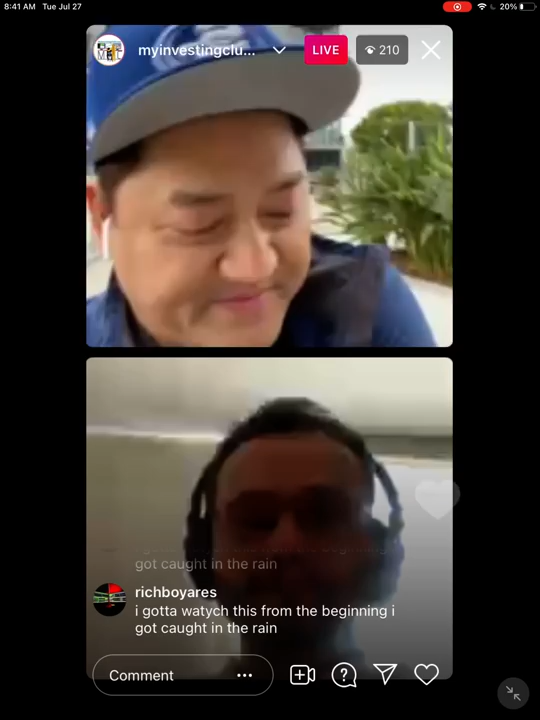 8:41 AM Tue Jul 27
20%
myinvestingclu...
LIVE
210
got caught in the rain
richboyares
i gotta watych this from the beginning i
got caught in the rain
Comment